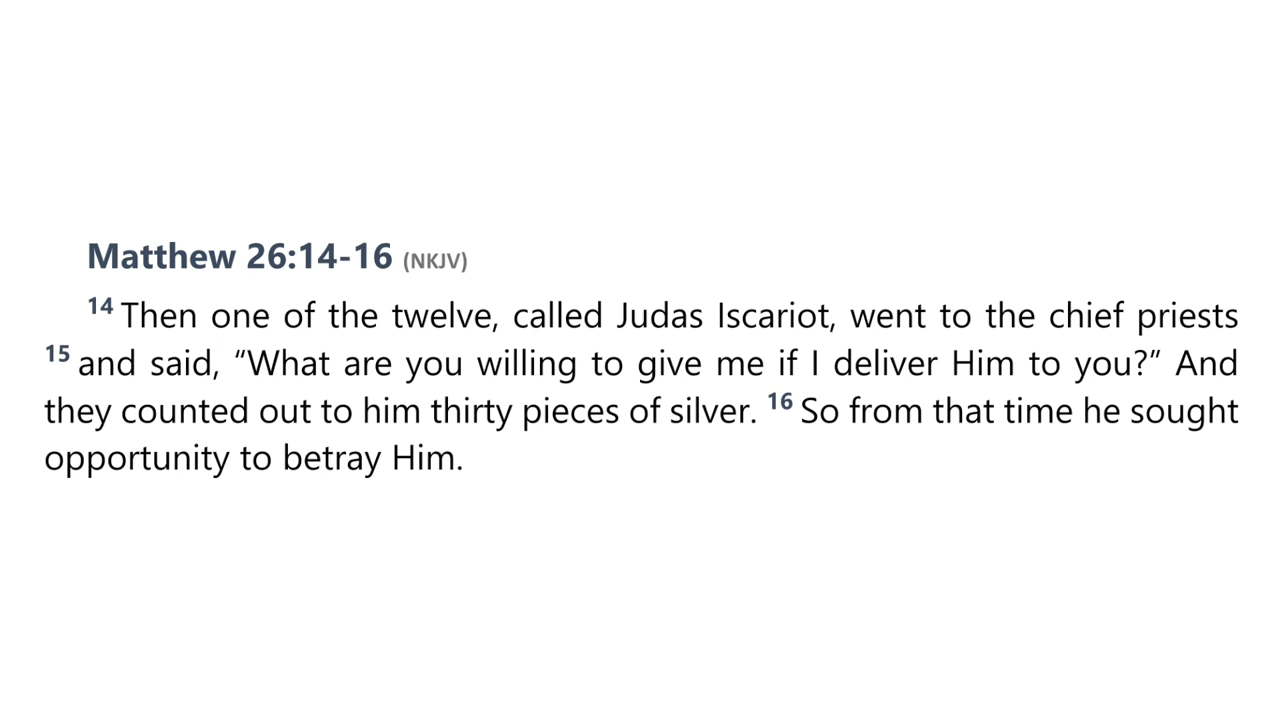 Matthew 26:14-16 (NKJV)
14 Then one of the twelve, called Judas Iscariot, went to the chief priests
15 and said, “What are you willing to give me if I deliver Him to you?” And
they counted out to him thirty pieces of silver. 16 So from that time he sought
opportunity to betray Him.